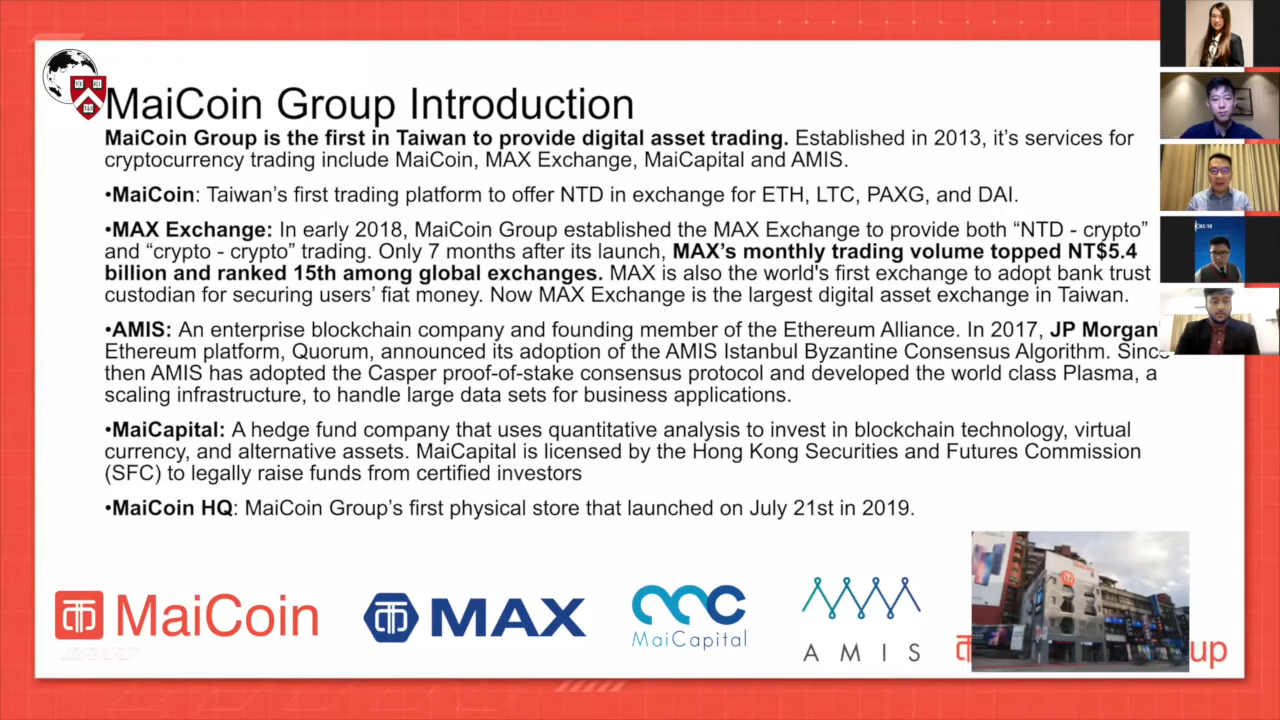 MaiCoin Group Introduction
MaiCoin Group is the first in Taiwan to provide digital asset trading. Established in 2013, it's services for
cryptocurrency trading include MaiCoin, MAX Exchange, MaiCapital and AMIS.
•MaiCoin: Taiwan's first trading platform to offer NTD in exchange for ETH, LTC, PAXG, and DAI.
•MAX Exchange: In early 2018, MaiCoin Group established the MAX Exchange to provide both “NTD - crypto”
and “crypto - crypto” trading. Only 7 months after its launch, MAX's monthly trading volume topped NT$5.4
billion and ranked 15th among global exchanges. MAX is also the world's first exchange to adopt bank trust
custodian for securing users' fiat money. Now MAX Exchange is the largest digital asset exchange in Taiwan.
•AMIS: An enterprise blockchain company and founding member of the Ethereum Alliance. In 2017, JP Morgan'
Ethereum platform, Quorum, announced its adoption of the AMIS Istanbul Byzantine Consensus Algorithm. Since
then AMIS has adopted the Casper proof-of-stake consensus protocol and developed the world class Plasma, a
scaling infrastructure, to handle large data sets for business applications.
•MaiCapital: A hedge fund company that uses quantitative analysis to invest in blockchain technology, virtual
currency, and alternative assets. MaiCapital is licensed by the Hong Kong Securities and Futures Commission
(SFC) to legally raise funds from certified investors
•MaiCoin HQ: MaiCoin Group's first physical store that launched on July 21st in 2019.
MaiCoin
MAX
MaiCapital
AMIS
up